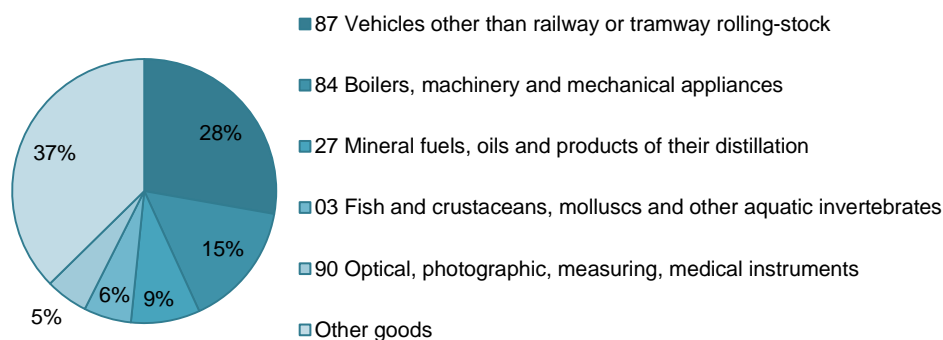 87 Vehicles other than railway or tramway rolling-stock
84 Boilers, machinery and mechanical appliances
27 Mineral fuels, oils and products of their distillation
03 Fish and crustaceans, molluscs and other aquatic invertebrates
90 Optical, photographic, measuring, medical instruments
Other goods
28%
15%
9%
6%
5%
37%